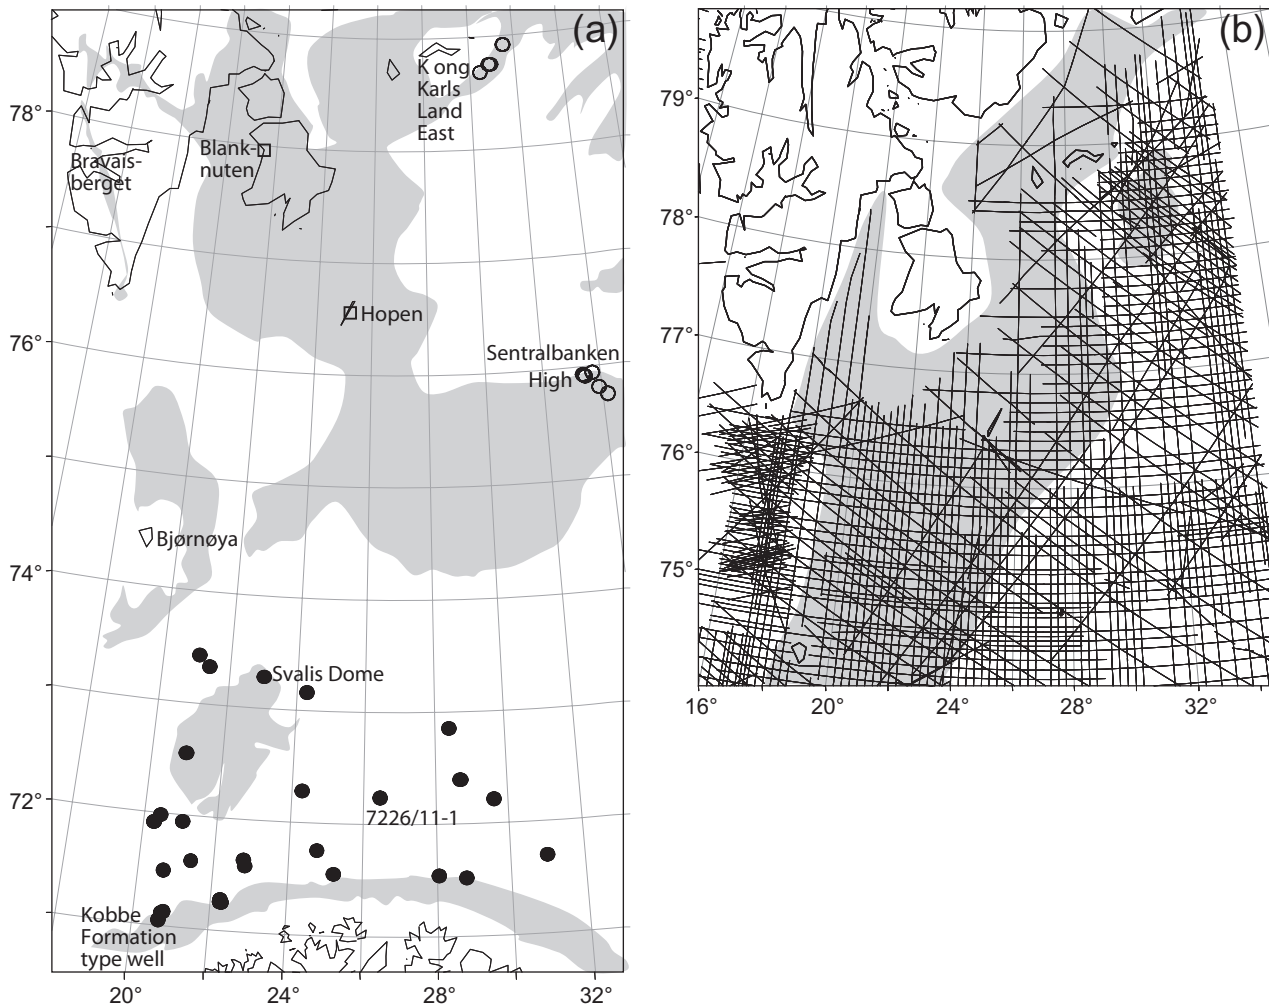 (a)
K ong
Karls
Land
East
78°
Bravais-
berget
Blank-
nuten
Hopen
76°
Sentralbanken
High
Bjørnøya
74°
Svalis Dome
72°
7226/11-1
Kobbe
Formation
type well
20°
24°
28°
32°
(b)
79°
78°
77°
76°
75°
16°
20°
24°
28°
32°